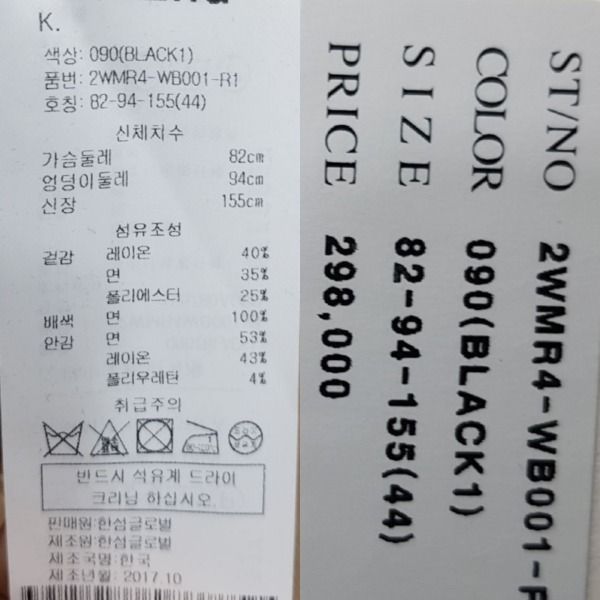 K.
색상: 090(BLACK1)
품번: 2WMR4-WB001-R1
호칭: 82-94-155(44)
신체치수
가슴둘레 82cm
엉덩이둘레 94cm
신장 155cm
섬유조성
겉감 레이온 40%
면 35%
폴리에스터 25%
배색 면 100%
안감 면 53%
레이온 43%
폴리우레탄 4%
취급주의
반드시 석유계 드라이
크리닝 하십시오.
판매원:한섬글로벌
제조원:한섬글로벌
제조국명:한국
제조년월: 2017.10
ST/NO 2WMR4-WB001-
COLOR 090(BLACK1)
SIZE 82-94-155(44)
PRICE 298,000